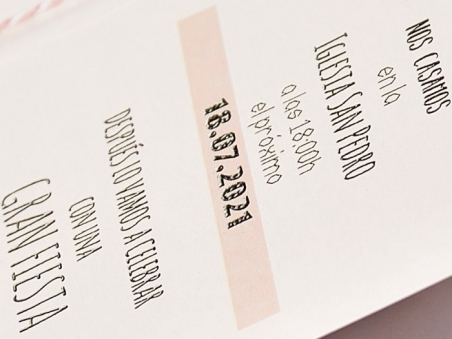 NOS CASAMOS
en la
IGLESIA SAN PEDRO
a las 18:00h
el próximo
18.07.2021
DESPUÉS LO VAMOS A CELEBRAR
CON UNA
GRAN FIESTA